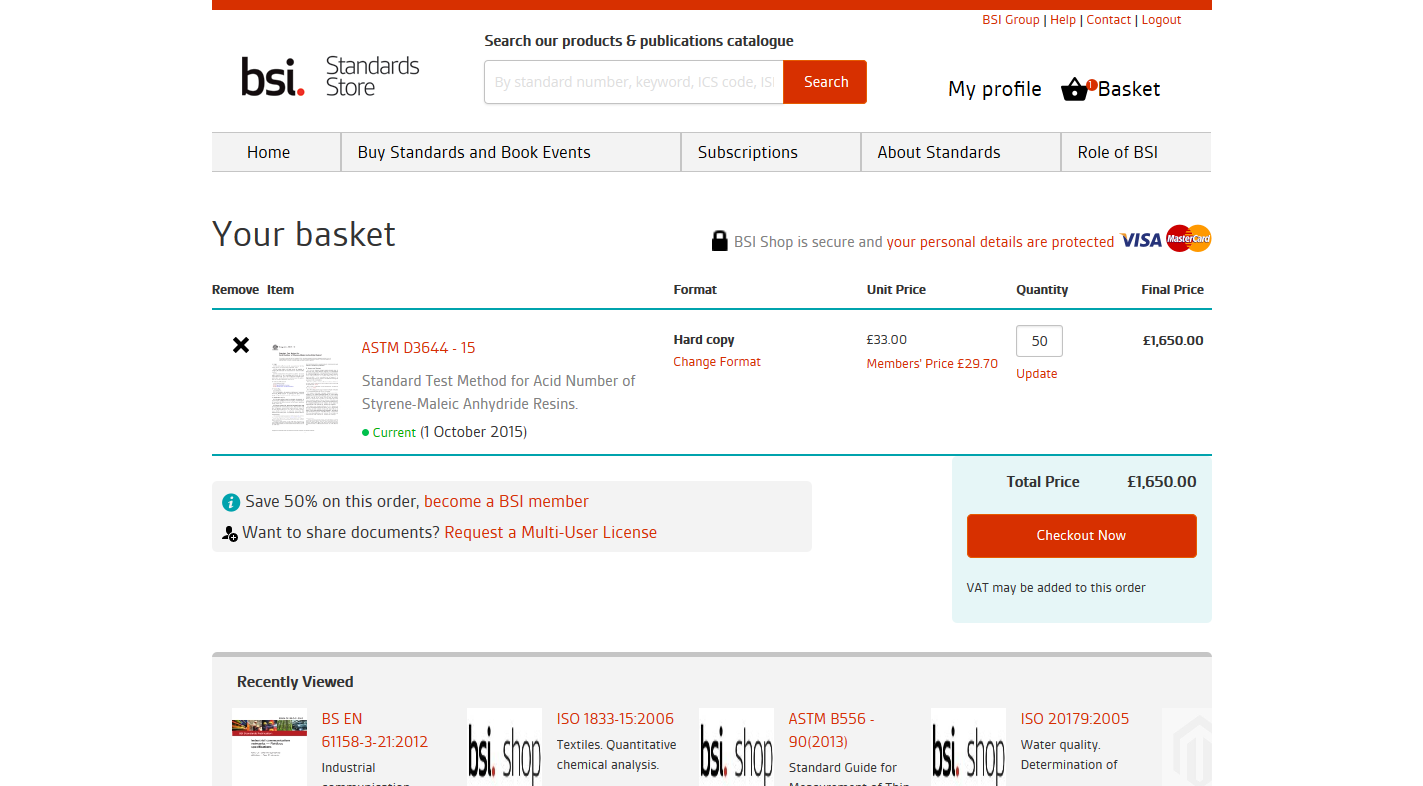 BSI Group | Help | Contact | Logout
Search our products & publications catalogue
bsi. Standards Store
By standard number, keyword, ICS code, ISI
Search
My profile
1
Basket
Home
Buy Standards and Book Events
Subscriptions
About Standards
Role of BSI
Your basket
BSI Shop is secure and your personal details are protected
VISA
MasterCard
Remove Item Format Unit Price Quantity Final Price
ASTM D3644 - 15
Standard Test Method for Acid Number of
Styrene-Maleic Anhydride Resins.
Current (1 October 2015)
Hard copy
Change Format
£33.00
Members' Price £29.70
50
Update
£1,650.00
Save 50% on this order, become a BSI member
Want to share documents? Request a Multi-User License
Total Price £1,650.00
Checkout Now
VAT may be added to this order
Recently Viewed
BS EN
61158-3-21:2012
Industrial
communication
bsi. shop
ISO 1833-15:2006
Textiles. Quantitative
chemical analysis.
bsi. shop
ASTM B556 -
90(2013)
Standard Guide for
Measurement of Thin
bsi. shop
ISO 20179:2005
Water quality.
Determination of